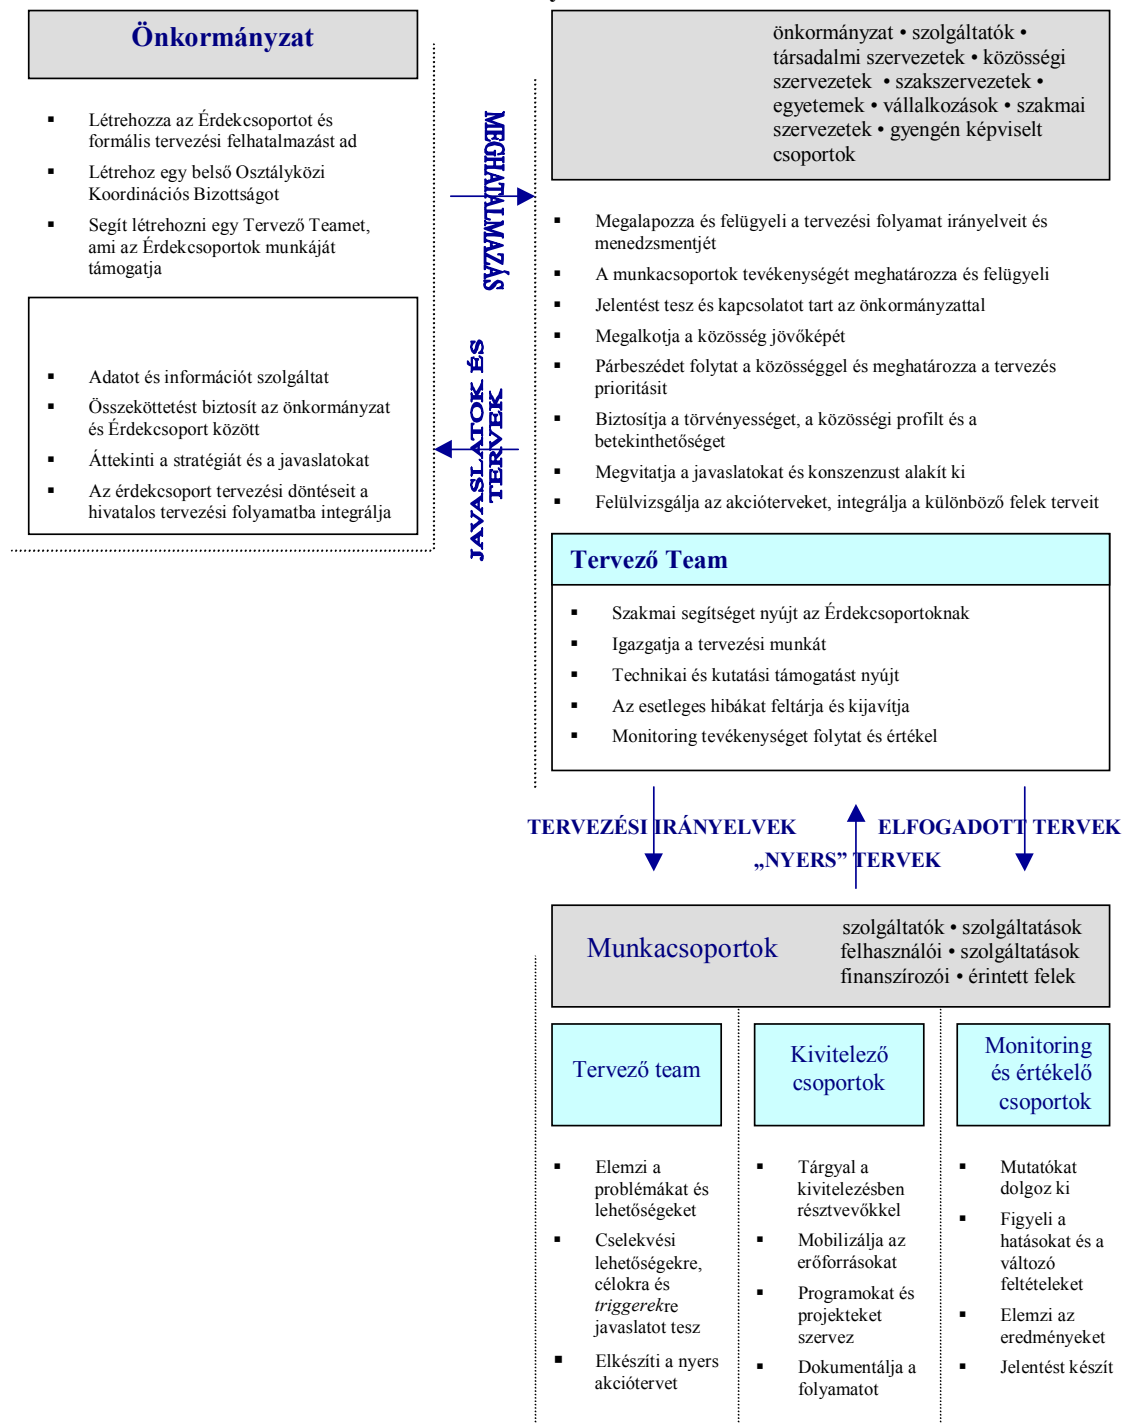 Önkormányzat
▪ Létrehozza az Érdekcsoportot és
formális tervezési felhatalmazást ad
▪ Létrehoz egy belső Osztályközi
Koordinációs Bizottságot
▪ Segít létrehozni egy Tervező Teamet,
ami az Érdekcsoportok munkáját
támogatja
▪ Adatot és információt szolgáltat
▪ Összeköttetést biztosít az önkormányzat
és Érdekcsoport között
▪ Áttekinti a stratégiát és a javaslatokat
▪ Az érdekcsoport tervezési döntéseit a
hivatalos tervezési folyamatba integrálja
MEGHATALMAZÁS
JAVASLATOK ÉS
TERVEK
önkormányzat • szolgáltatók •
társadalmi szervezetek • közösségi
szervezetek • szakszervezetek •
egyetemek • vállalkozások • szakmai
szervezetek • gyengén képviselt
csoportok
▪ Megalapozza és felügyeli a tervezési folyamat irányelveit és
menedzsmentjét
▪ A munkacsoportok tevékenységét meghatározza és felügyeli
▪ Jelentést tesz és kapcsolatot tart az önkormányzattal
▪ Megalkotja a közösség jövőképét
▪ Párbeszédet folytat a közösséggel és meghatározza a tervezés
prioritásit
▪ Biztosítja a törvényességet, a közösségi profilt és a
betekinthetőséget
▪ Megvitatja a javaslatokat és konszenzust alakít ki
▪ Felülvizsgálja az akcióterveket, integrálja a különböző felek terveit
Tervező Team
▪ Szakmai segítséget nyújt az Érdekcsoportoknak
▪ Igazgatja a tervezési munkát
▪ Technikai és kutatási támogatást nyújt
▪ Az esetleges hibákat feltárja és kijavítja
▪ Monitoring tevékenységet folytat és értékel
TERVEZÉSI IRÁNYELVEK
ELFOGADOTT TERVEK
„NYERS” TERVEK
Munkacsoportok
szolgáltatók • szolgáltatások
felhasználói • szolgáltatások
finanszírozói • érintett felek
Tervező team
▪ Elemzi a
problémákat és
lehetőségeket
▪ Cselekvési
lehetőségekre,
célokra és
triggerekre
javaslatot tesz
▪ Elkészíti a nyers
akciótervet
Kivitelező
csoportok
▪ Tárgyal a
kivitelezésben
résztvevőkkel
▪ Mobilizálja az
erőforrásokat
▪ Programokat és
projekteket
szervez
▪ Dokumentálja a
folyamatot
Monitoring
és értékelő
csoportok
▪ Mutatókat
dolgoz ki
▪ Figyeli a
hatásokat és a
változó
feltételeket
▪ Elemzi az
eredményeket
▪ Jelentést készít